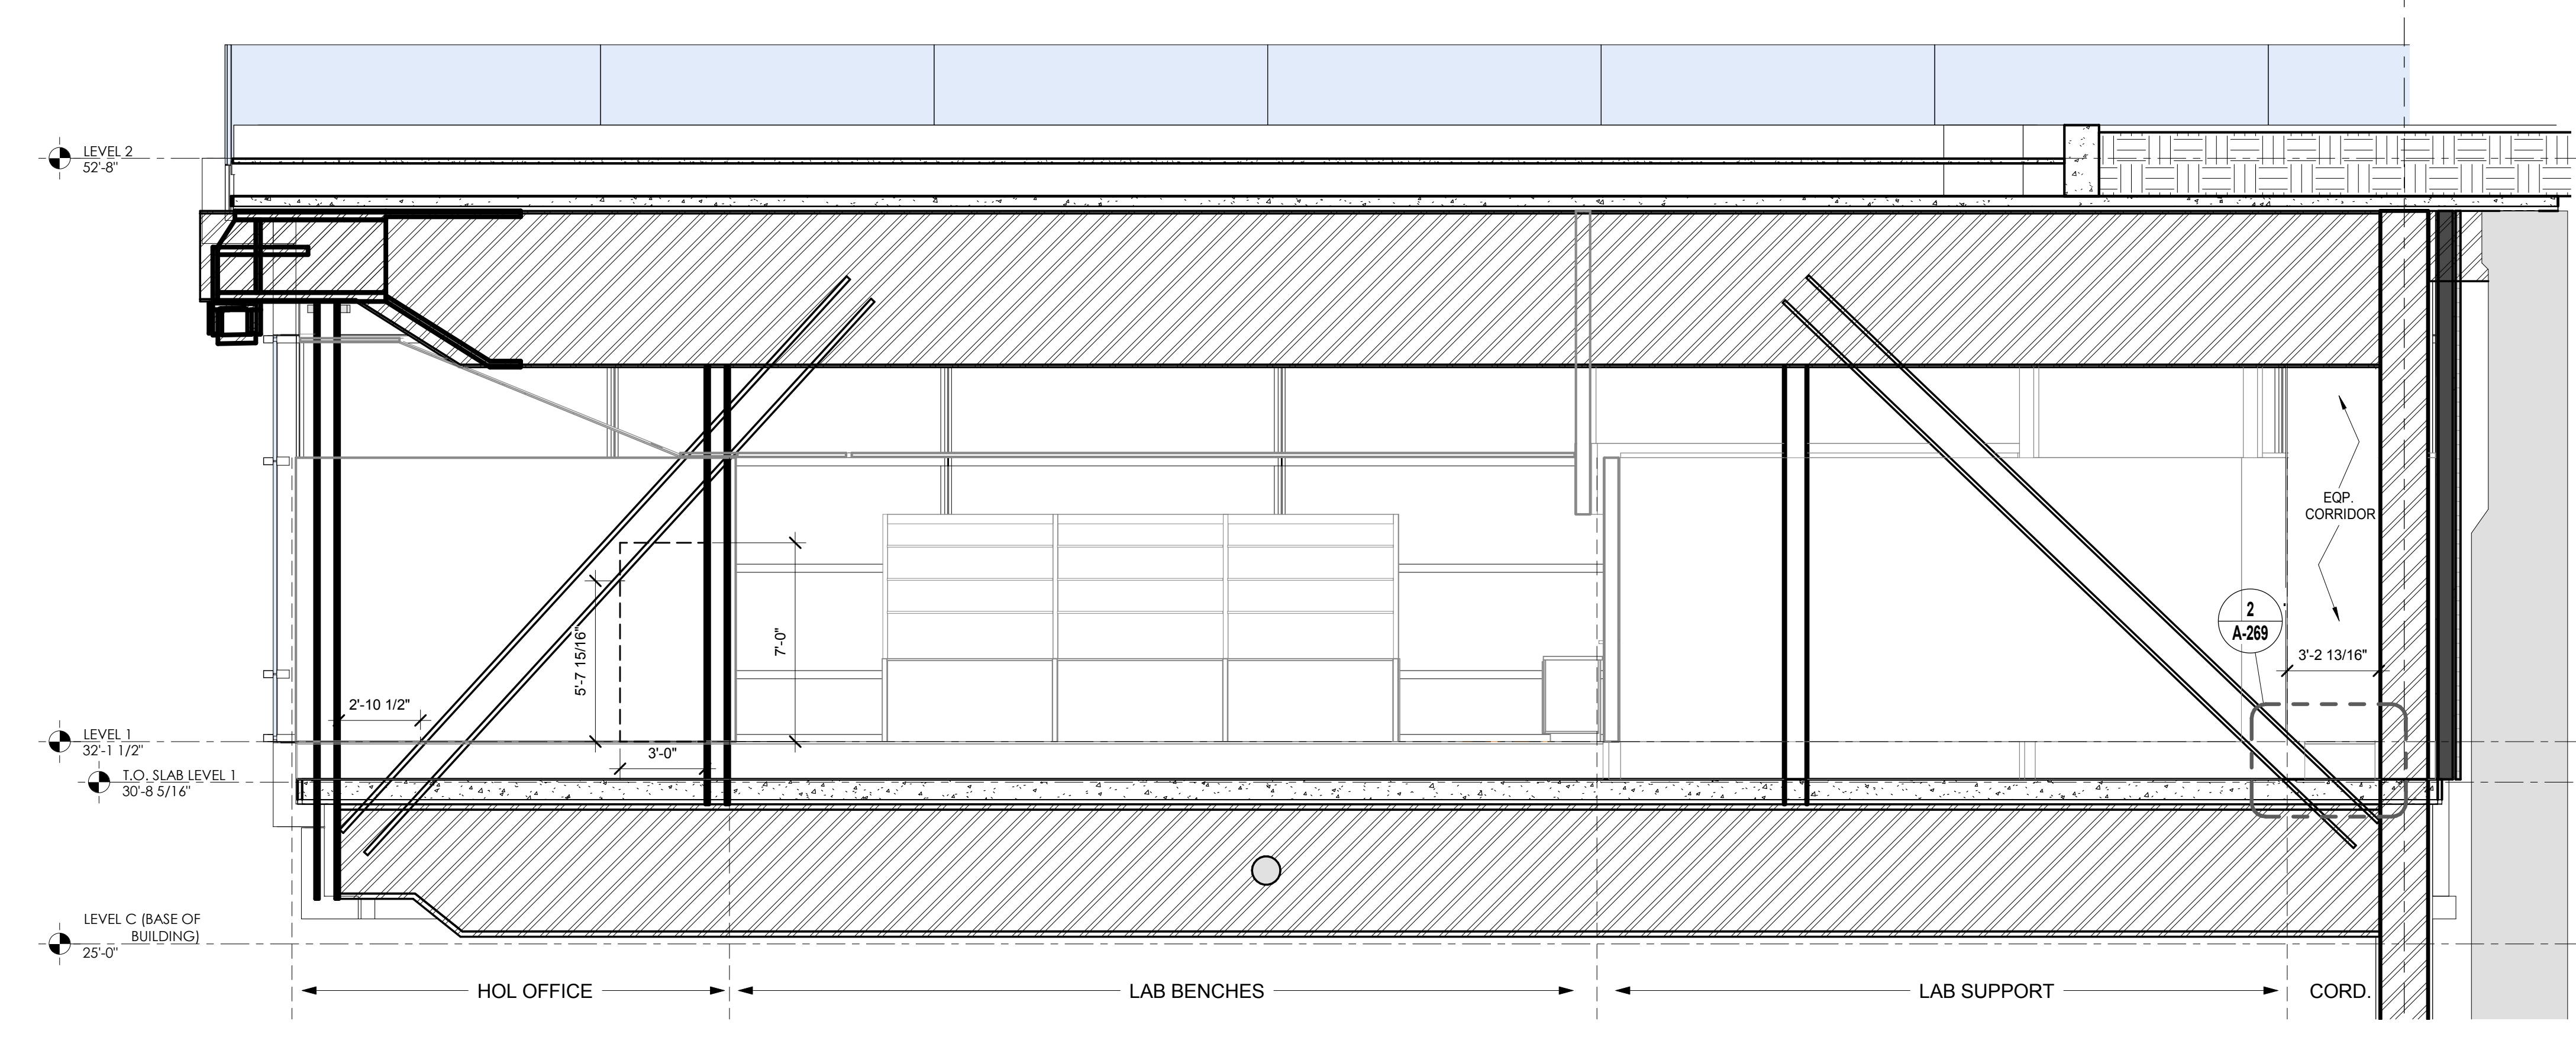 LEVEL 2
52'-8"
EQP.
CORRIDOR
2
A-269
5'-7 15/16"
7'-0"
3'-2 13/16"
2'-10 1/2"
LEVEL 1
32'-1 1/2"
3'-0"
T.O. SLAB LEVEL 1
30'-8 5/16"
LEVEL C (BASE OF
BUILDING)
25'-0"
HOL OFFICE
LAB BENCHES
LAB SUPPORT
CORD.